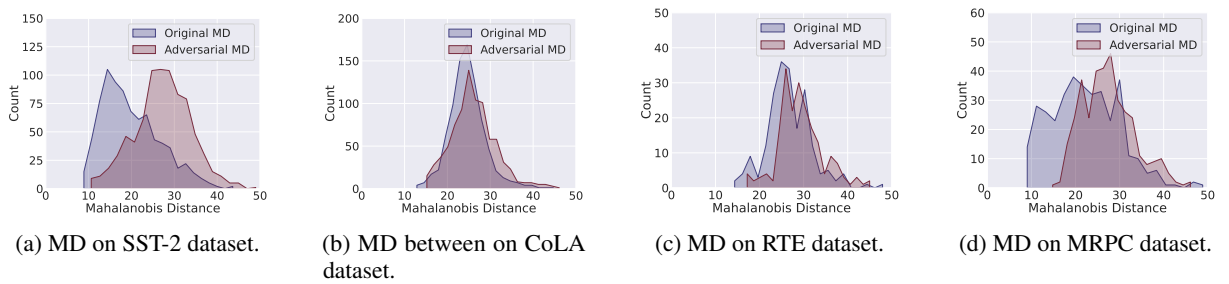 150
125
100
75
50
25
0
Count
Original MD
Adversarial MD
0 10 20 30 40 50
Mahalanobis Distance
(a) MD on SST-2 dataset.
200
150
100
50
0
Count
Original MD
Adversarial MD
0 10 20 30 40 50
Mahalanobis Distance
(b) MD between on CoLA
dataset.
50
40
30
20
10
0
Count
Original MD
Adversarial MD
0 10 20 30 40 50
Mahalanobis Distance
(c) MD on RTE dataset.
60
50
40
30
20
10
0
Count
Original MD
Adversarial MD
0 10 20 30 40 50
Mahalanobis Distance
(d) MD on MRPC dataset.